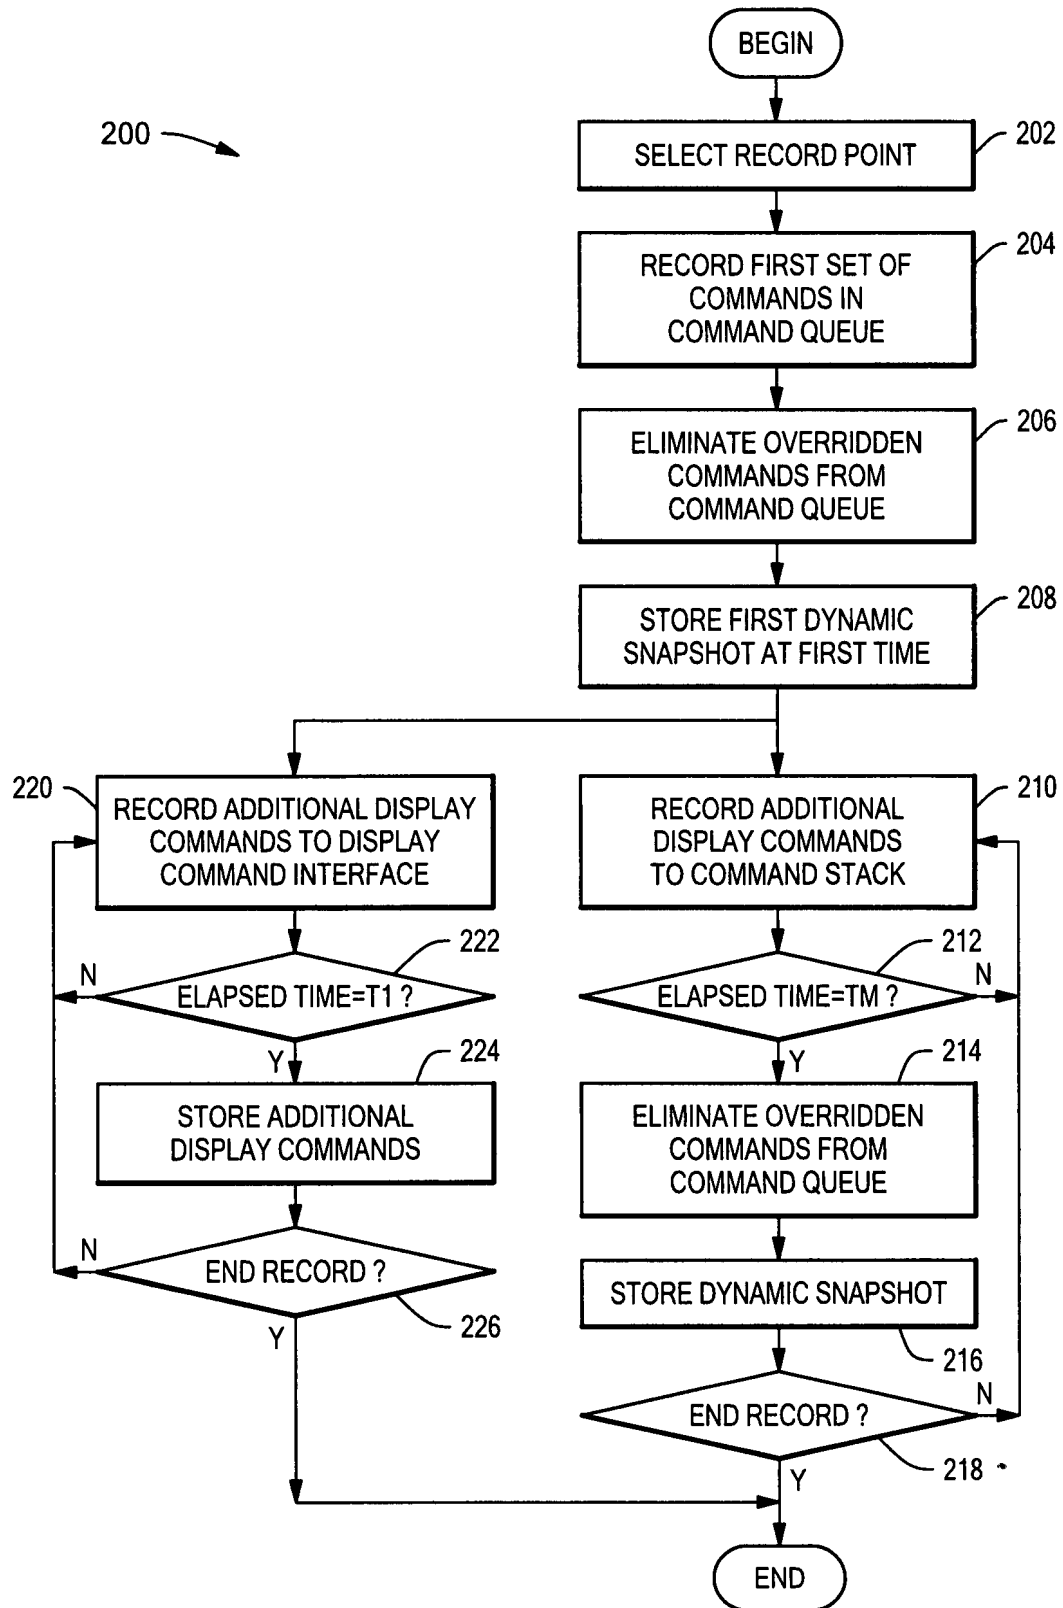 BEGIN
200
SELECT RECORD POINT
202
RECORD FIRST SET OF
COMMANDS IN
COMMAND QUEUE
204
ELIMINATE OVERRIDDEN
COMMANDS FROM
COMMAND QUEUE
206
STORE FIRST DYNAMIC
SNAPSHOT AT FIRST TIME
208
220
RECORD ADDITIONAL DISPLAY
COMMANDS TO DISPLAY
COMMAND INTERFACE
222
N
ELAPSED TIME=T1 ?
Y
224
STORE ADDITIONAL
DISPLAY COMMANDS
N
END RECORD ?
Y
226
210
RECORD ADDITIONAL
DISPLAY COMMANDS
TO COMMAND STACK
212
ELAPSED TIME=TM ?
N
Y
214
ELIMINATE OVERRIDDEN
COMMANDS FROM
COMMAND QUEUE
STORE DYNAMIC SNAPSHOT
216
END RECORD ?
N
218
Y
END